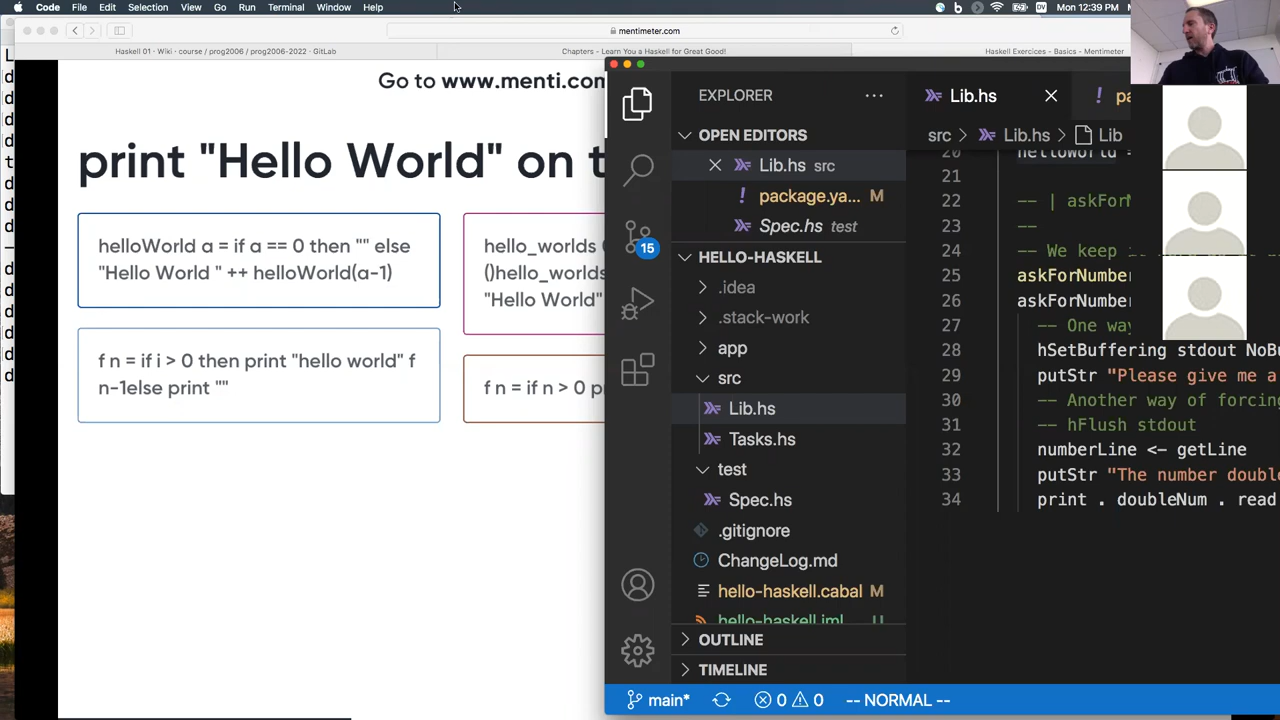 Code File Edit Selection View Go Run Terminal Window Help
DV Mon 12:39 PM
mentimeter.com
Haskell 01 · Wiki · course / prog2006 / prog2006-2022 · GitLab
Chapters - Learn You a Haskell for Great Good!
Haskell Exercices - Basics - Mentimeter
Go to www.menti.com
print "Hello World" on t
helloWorld a = if a == 0 then "" else
"Hello World " ++ helloWorld(a-1)
hello_worlds
()hello_worlds
"Hello World"
f n = if i > 0 then print "hello world" f
n-1else print ""
f n = if n > 0 p
EXPLORER
OPEN EDITORS
Lib.hs src
package.ya... M
Spec.hs test
15
HELLO-HASKELL
.idea
.stack-work
app
src
Lib.hs
Tasks.hs
test
Spec.hs
.gitignore
ChangeLog.md
hello-haskell.cabal M
hello-haskell.iml U
OUTLINE
TIMELINE
Lib.hs
! pa
src > Lib.hs > Lib
20 helloWorld =
21
22 -- | askForN
23 --
24 -- We keep
25 askForNumber
26 askForNumber
27 -- One way
28 hSetBuffering stdout NoBu
29 putStr "Please give me a
30 -- Another way of forcing
31 -- hFlush stdout
32 numberLine <- getLine
33 putStr "The number double
34 print . doubleNum . read
main* 0 0 -- NORMAL --